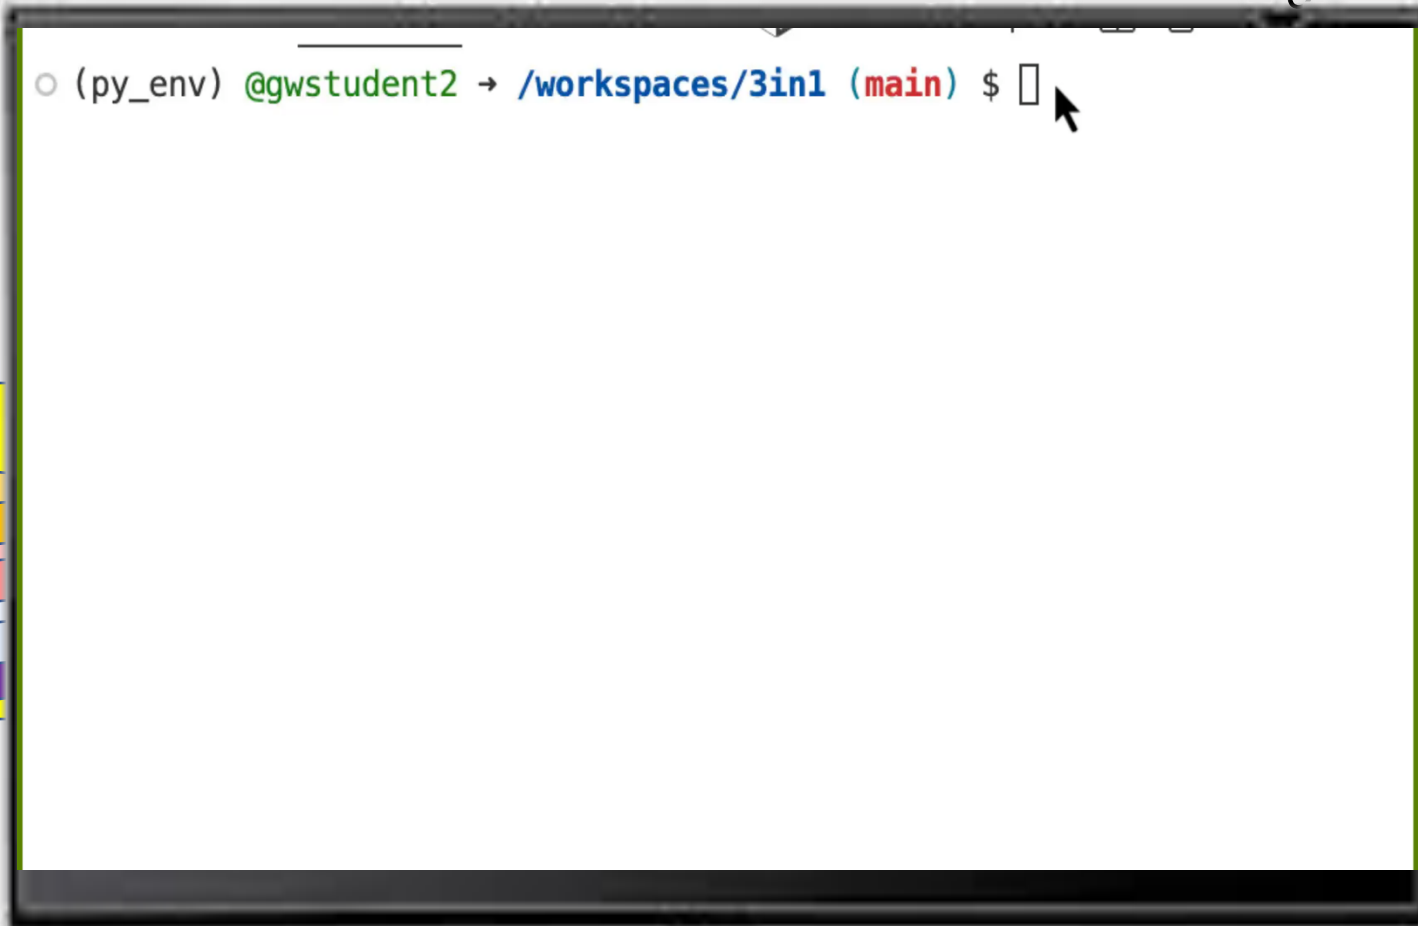 (py_env) @gwstudent2 → /workspaces/3in1 (main) $